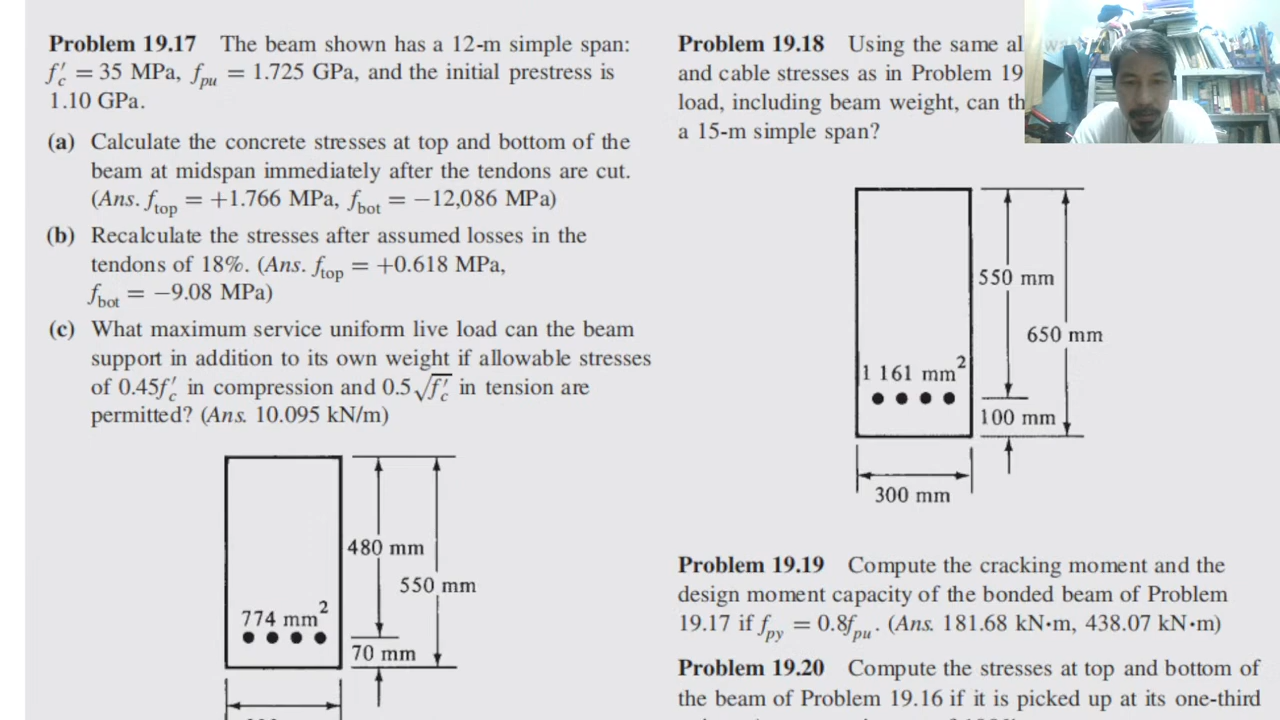 Problem 19.17 The beam shown has a 12-m simple span:
f′c = 35 MPa, fpu = 1.725 GPa, and the initial prestress is
1.10 GPa.
(a) Calculate the concrete stresses at top and bottom of the
beam at midspan immediately after the tendons are cut.
(Ans. ftop = +1.766 MPa, fbot = −12,086 MPa)
(b) Recalculate the stresses after assumed losses in the
tendons of 18%. (Ans. ftop = +0.618 MPa,
fbot = −9.08 MPa)
(c) What maximum service uniform live load can the beam
support in addition to its own weight if allowable stresses
of 0.45f′c in compression and 0.5√f′c in tension are
permitted? (Ans. 10.095 kN/m)
480 mm
550 mm
774 mm²
70 mm
Problem 19.18 Using the same al
and cable stresses as in Problem 19
load, including beam weight, can th
a 15-m simple span?
550 mm
650 mm
1 161 mm²
100 mm
300 mm
Problem 19.19 Compute the cracking moment and the
design moment capacity of the bonded beam of Problem
19.17 if fpy = 0.8fpu. (Ans. 181.68 kN·m, 438.07 kN·m)
Problem 19.20 Compute the stresses at top and bottom of
the beam of Problem 19.16 if it is picked up at its one-third